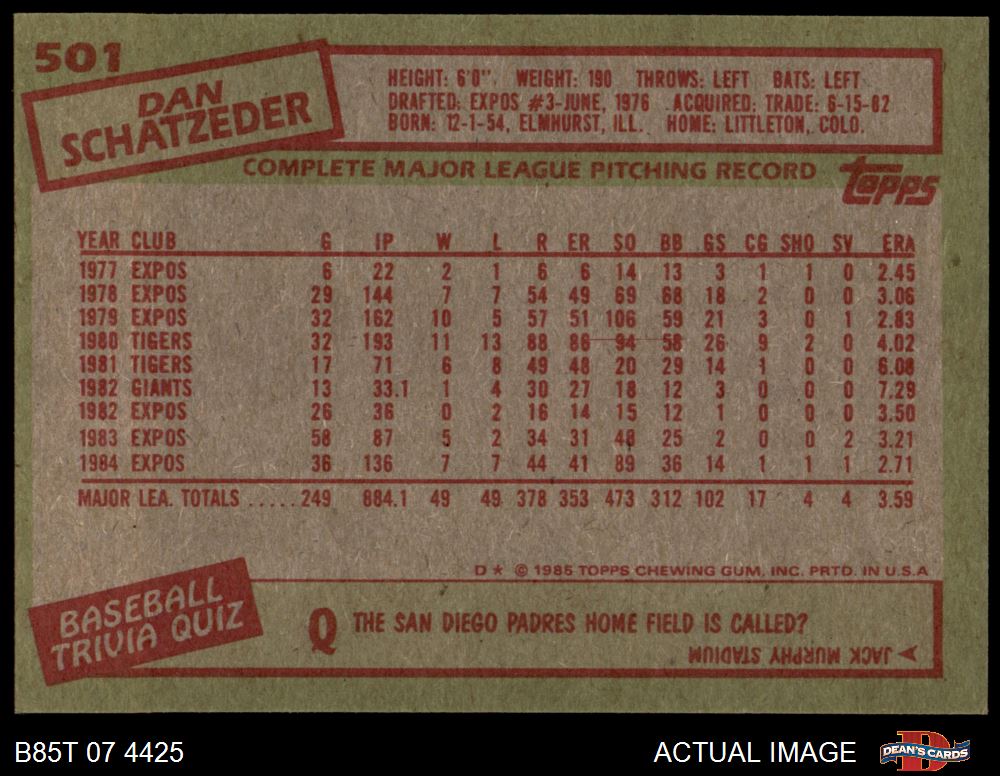 501
DAN
SCHATZEDER
HEIGHT: 6'0". WEIGHT: 190 THROWS: LEFT BATS: LEFT
DRAFTED: EXPOS #3-JUNE, 1976 ACQUIRED: TRADE: 6-15-82
BORN: 12-1-54, ELMHURST, ILL. HOME: LITTLETON, COLO.
COMPLETE MAJOR LEAGUE PITCHING RECORD
topps
YEAR CLUB G IP W L R ER SO BB GS CG SHO SV ERA
1977 EXPOS 6 22 2 1 6 6 14 13 3 1 1 0 2.45
1978 EXPOS 29 144 7 7 54 49 69 68 18 2 0 0 3.06
1979 EXPOS 32 162 10 5 57 51 106 59 21 3 0 1 2.83
1980 TIGERS 32 193 11 13 88 86 94 58 26 9 2 0 4.02
1981 TIGERS 17 71 6 8 49 48 20 29 14 1 0 0 6.08
1982 GIANTS 13 33.1 1 4 30 27 18 12 3 0 0 0 7.29
1982 EXPOS 26 36 0 2 16 14 15 12 1 0 0 0 3.50
1983 EXPOS 58 87 5 2 34 31 48 25 2 0 0 2 3.21
1984 EXPOS 36 136 7 7 44 41 89 36 14 1 1 1 2.71
MAJOR LEA. TOTALS ..... 249 884.1 49 49 378 353 473 312 102 17 4 4 3.59
D * © 1985 TOPPS CHEWING GUM, INC. PRTD. IN U.S.A
BASEBALL
TRIVIA QUIZ
Q THE SAN DIEGO PADRES HOME FIELD IS CALLED?
A JACK MURPHY STADIUM
B85T 07 4425
ACTUAL IMAGE
D
DEAN'S CARDS